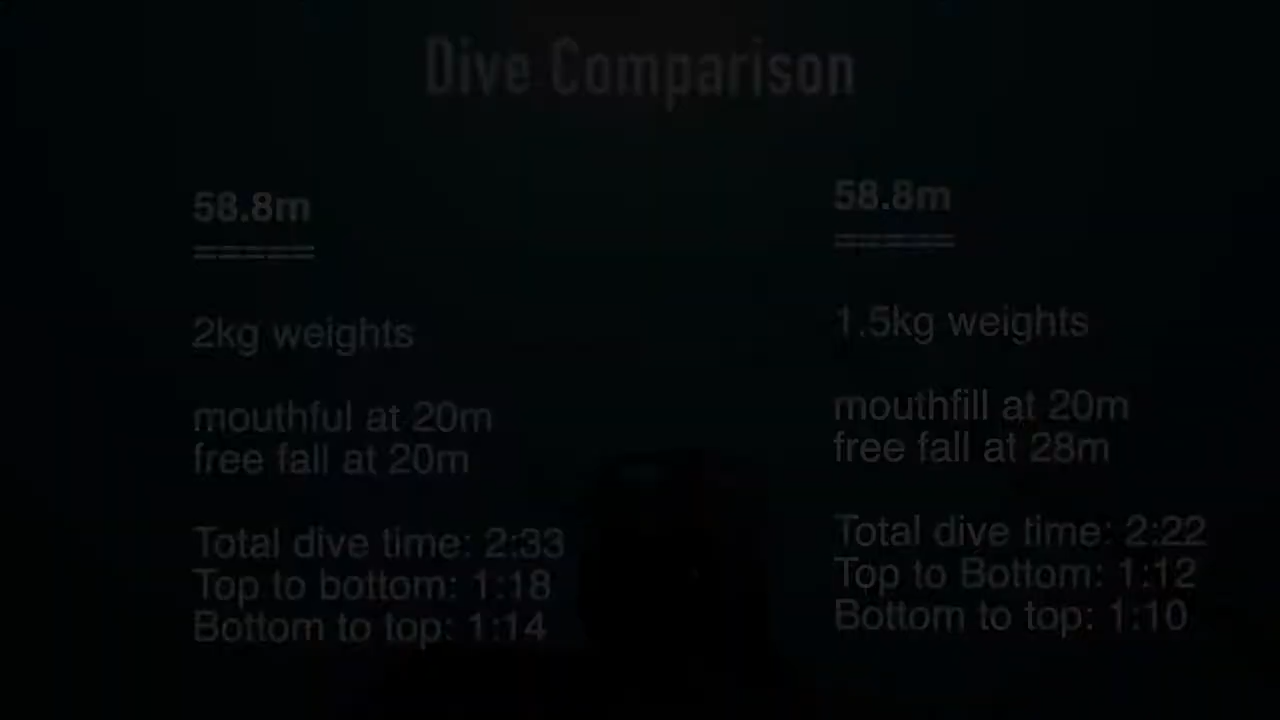 Dive Comparison
58.8m
=====
2kg weights
mouthful at 20m
free fall at 20m
Total dive time: 2:33
Top to bottom: 1:18
Bottom to top: 1:14
58.8m
=====
1.5kg weights
mouthfill at 20m
free fall at 28m
Total dive time: 2:22
Top to Bottom: 1:12
Bottom to top: 1:10